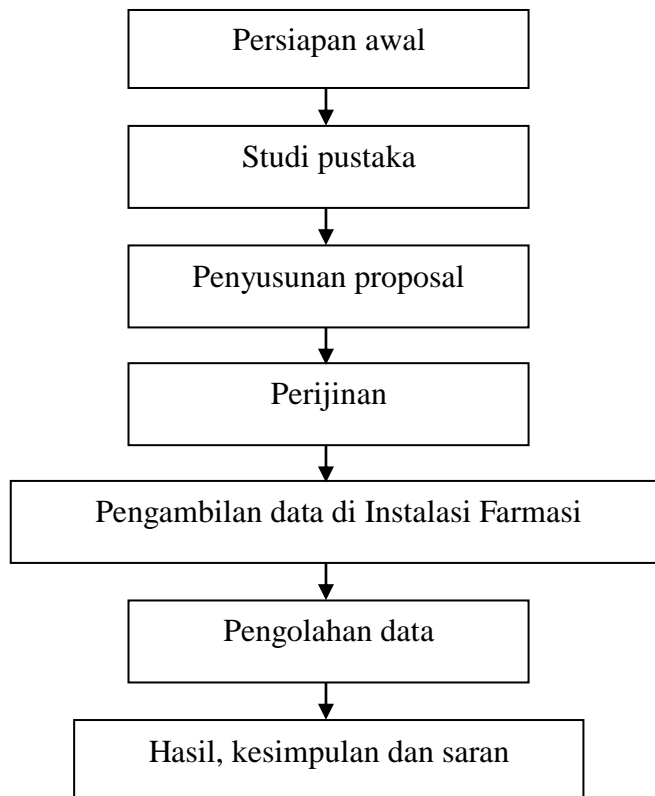 Persiapan awal
Studi pustaka
Penyusunan proposal
Perijinan
Pengambilan data di Instalasi Farmasi
Pengolahan data
Hasil, kesimpulan dan saran